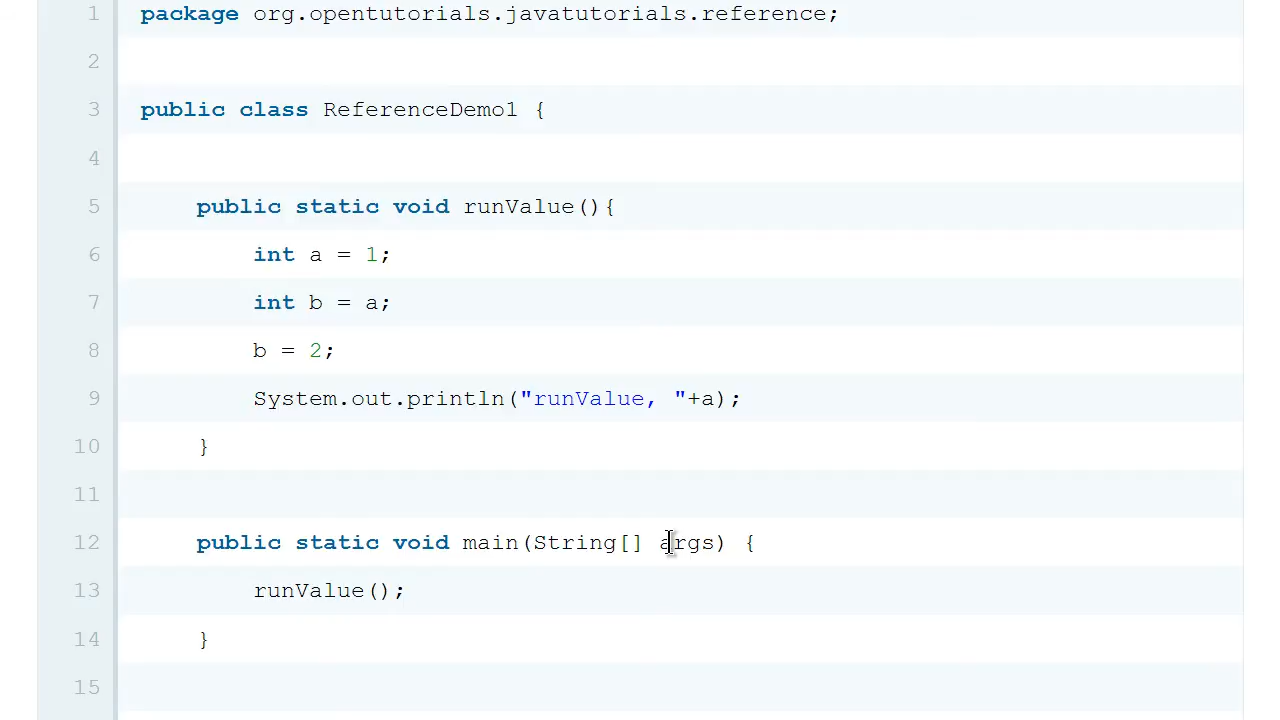 1 package org.opentutorials.javatutorials.reference;
2
3 public class ReferenceDemo1 {
4
5     public static void runValue(){
6         int a = 1;
7         int b = a;
8         b = 2;
9         System.out.println("runValue, "+a);
10     }
11
12     public static void main(String[] args) {
13         runValue();
14     }
15